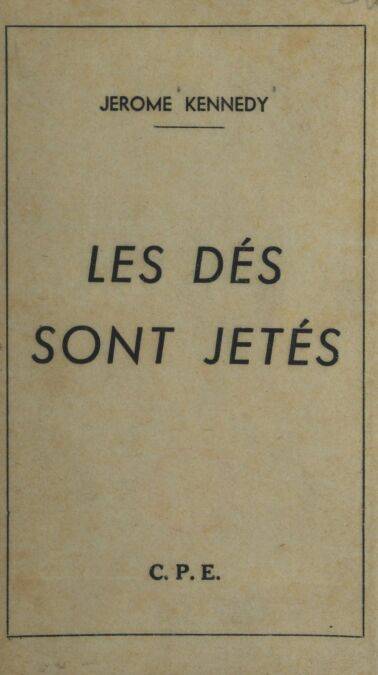 JEROME KENNEDY
LES DÉS
SONT JETÉS
C. P. E.